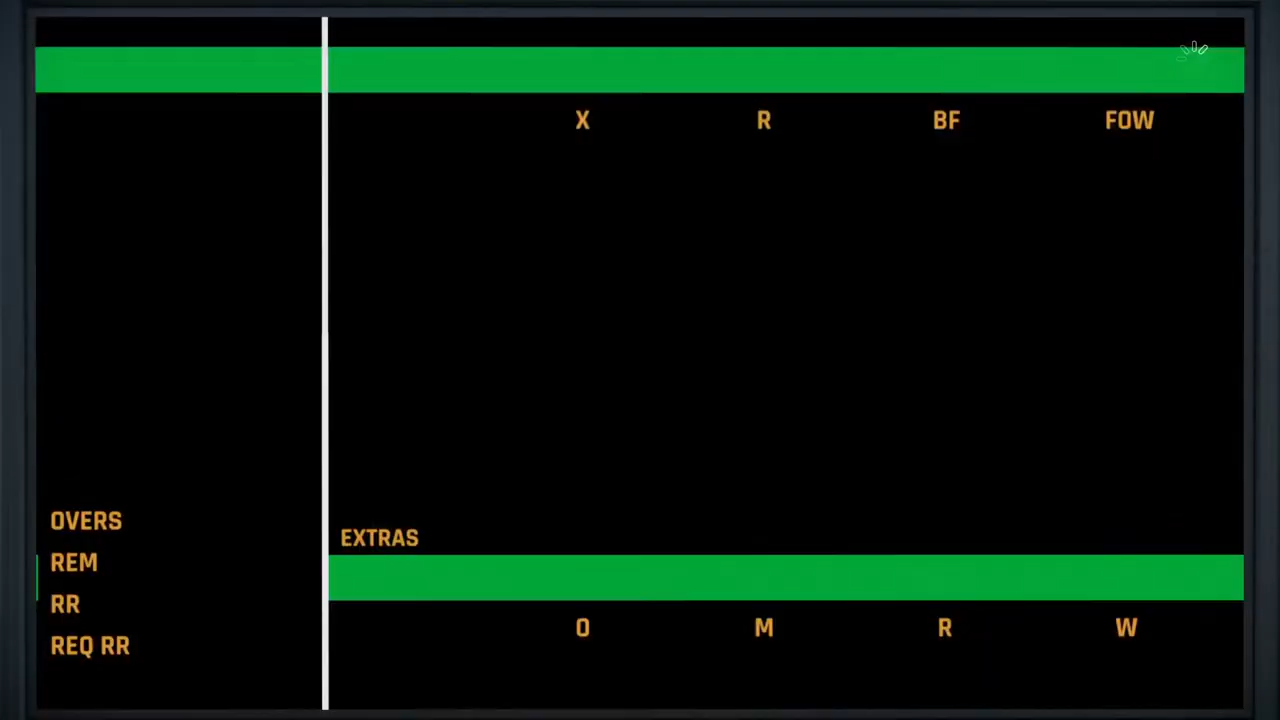 X R BF FOW
OVERS
REM
RR
REQ RR
EXTRAS
O M R W